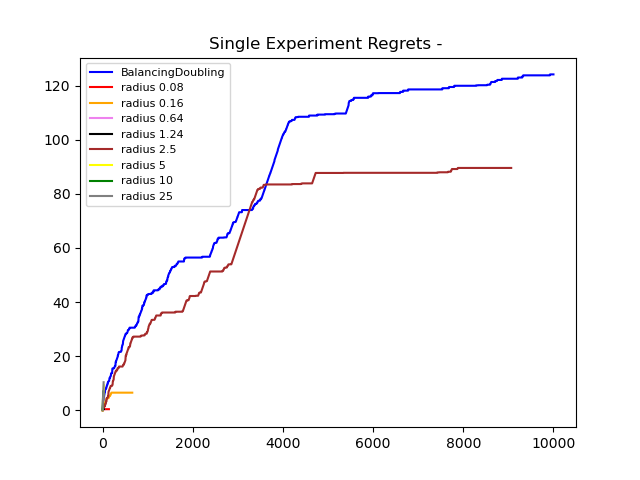 Single Experiment Regrets -
BalancingDoubling
radius 0.08
radius 0.16
radius 0.64
radius 1.24
radius 2.5
radius 5
radius 10
radius 25
120
100
80
60
40
20
0
0 2000 4000 6000 8000 10000